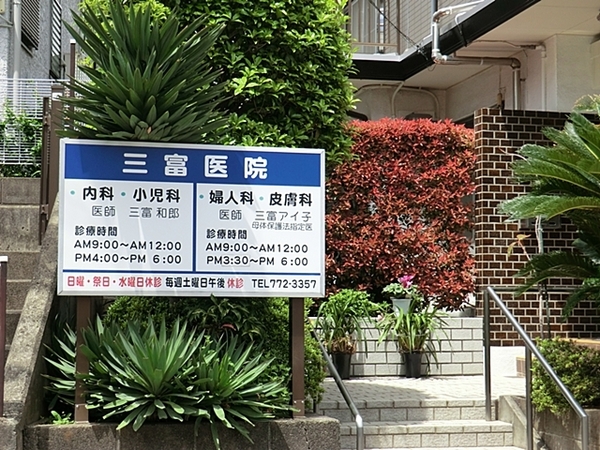 三富医院
・内科・小児科
医師 三富 和郎
診療時間
AM9:00～AM12:00
PM4:00～PM 6:00
・婦人科・皮膚科
医師 三富アイ子
母体保護法指定医
診療時間
AM9:00～AM12:00
PM3:30～PM 6:00
日曜・祭日・水曜日休診 毎週土曜日午後 休診 TEL772-3357